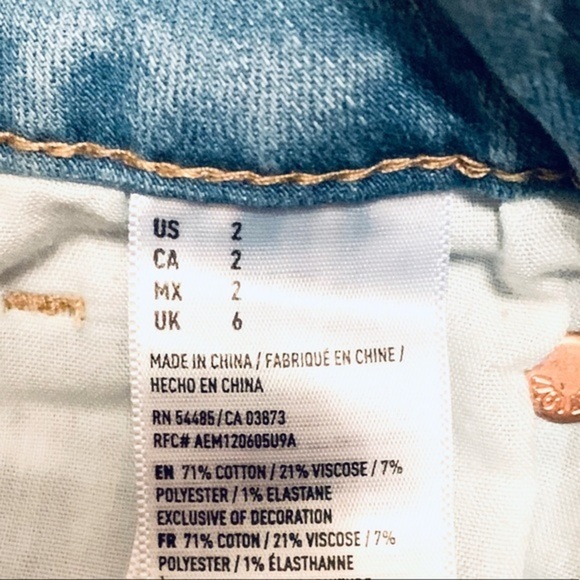 US 2
CA 2
MX 2
UK 6
MADE IN CHINA / FABRIQUÉ EN CHINE /
HECHO EN CHINA
RN 54485/CA 03873
RFC# AEM120605U9A
EN 71% COTTON / 21% VISCOSE / 7%
POLYESTER / 1% ELASTANE
EXCLUSIVE OF DECORATION
FR 71% COTON / 21% VISCOSE / 7%
POLYESTER / 1% ÉLASTHANNE